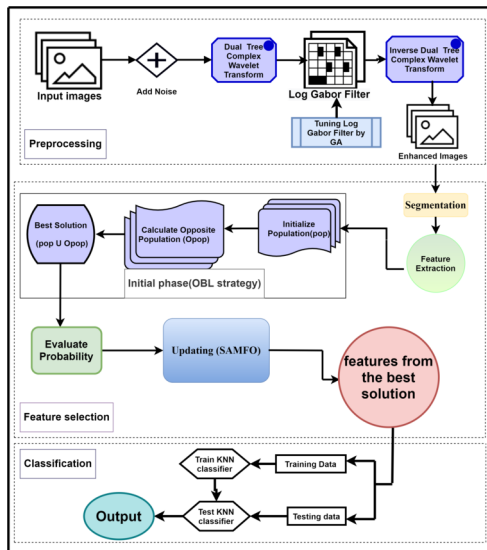 Input images
Add Noise
Dual Tree
Complex
Wavelet
Transform
Log Gabor Filter
Inverse Dual Tree
Complex Wavelet
Transform
Tuning Log
Gabor Filter by
GA
Enhanced Images
Preprocessing
Segmentation
Feature
Extraction
Initialize
Population(pop)
Calculate Opposite
Population (Opop)
Best Solution
(pop U Opop)
Initial phase(OBL strategy)
Evaluate
Probability
Updating (SAMFO)
features from
the best
solution
Feature selection
Classification
Train KNN
classifier
Training Data
Test KNN
classifier
Testing data
Output